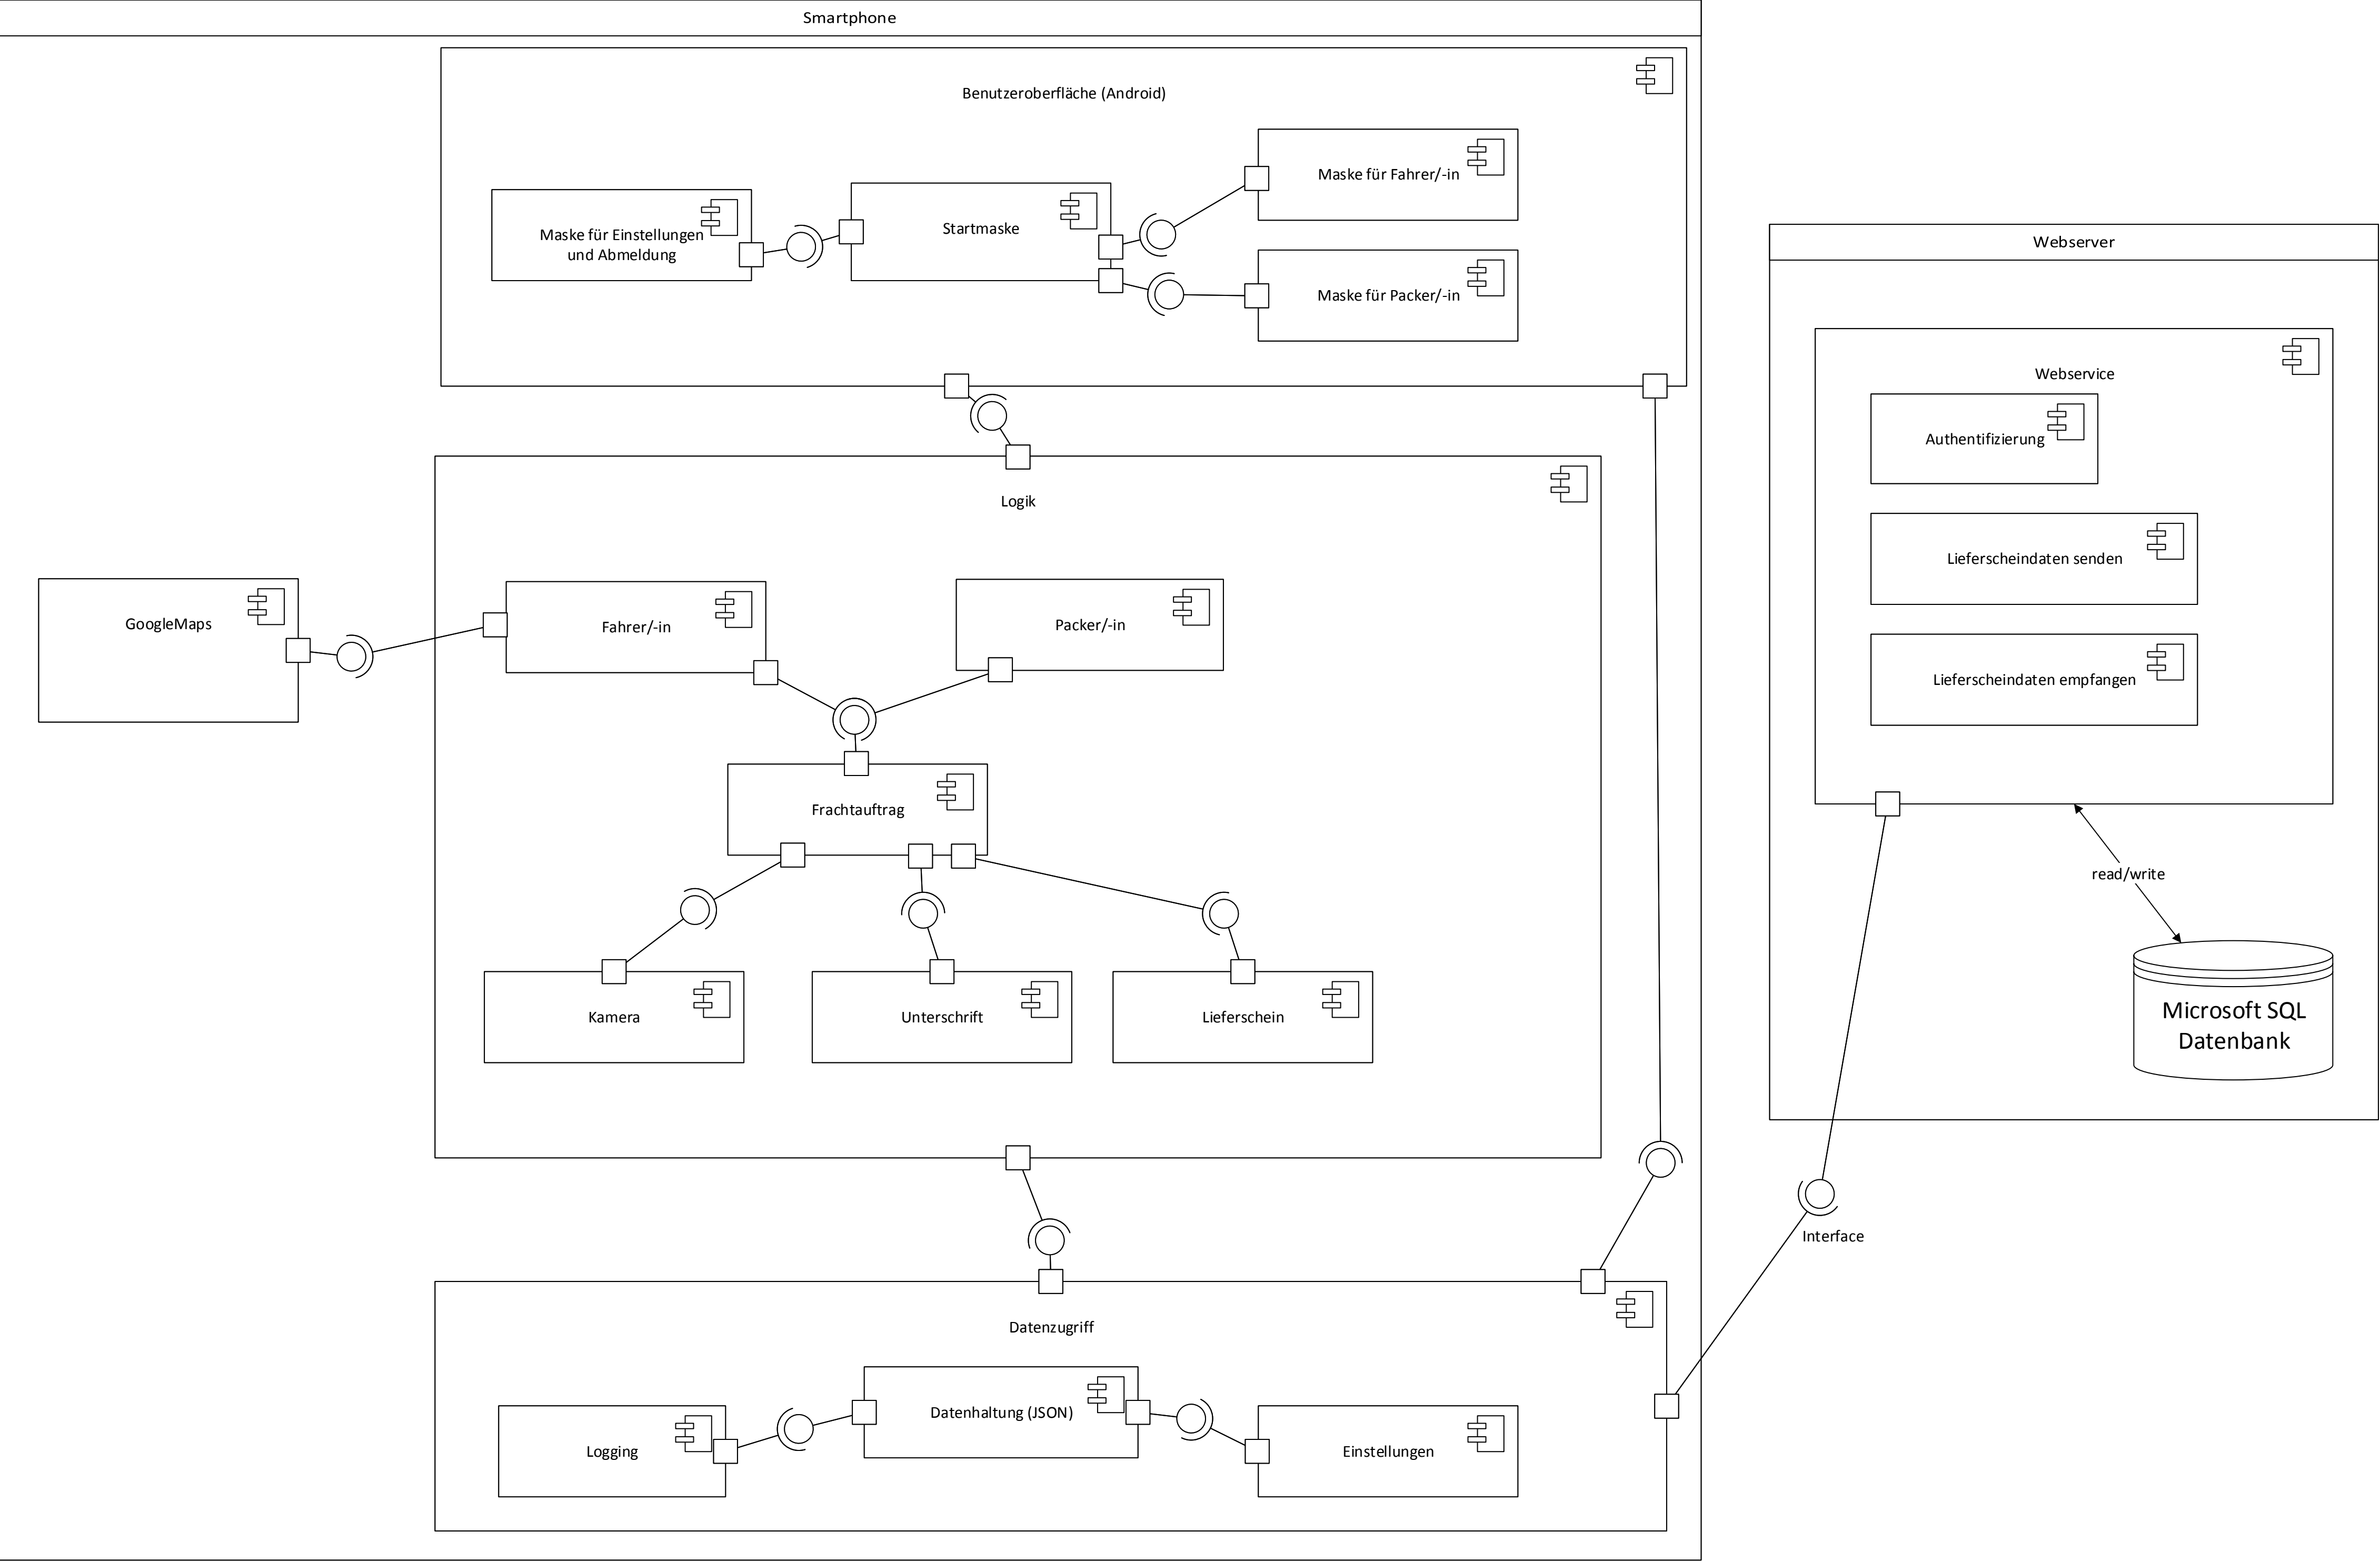 Smartphone
Benutzeroberfläche (Android)
Maske für Einstellungen
und Abmeldung
Startmaske
Maske für Fahrer/-in
Maske für Packer/-in
Logik
GoogleMaps
Fahrer/-in
Packer/-in
Frachtauftrag
Kamera
Unterschrift
Lieferschein
Datenzugriff
Logging
Datenhaltung (JSON)
Einstellungen
Interface
Webserver
Webservice
Authentifizierung
Lieferscheindaten senden
Lieferscheindaten empfangen
read/write
Microsoft SQL
Datenbank